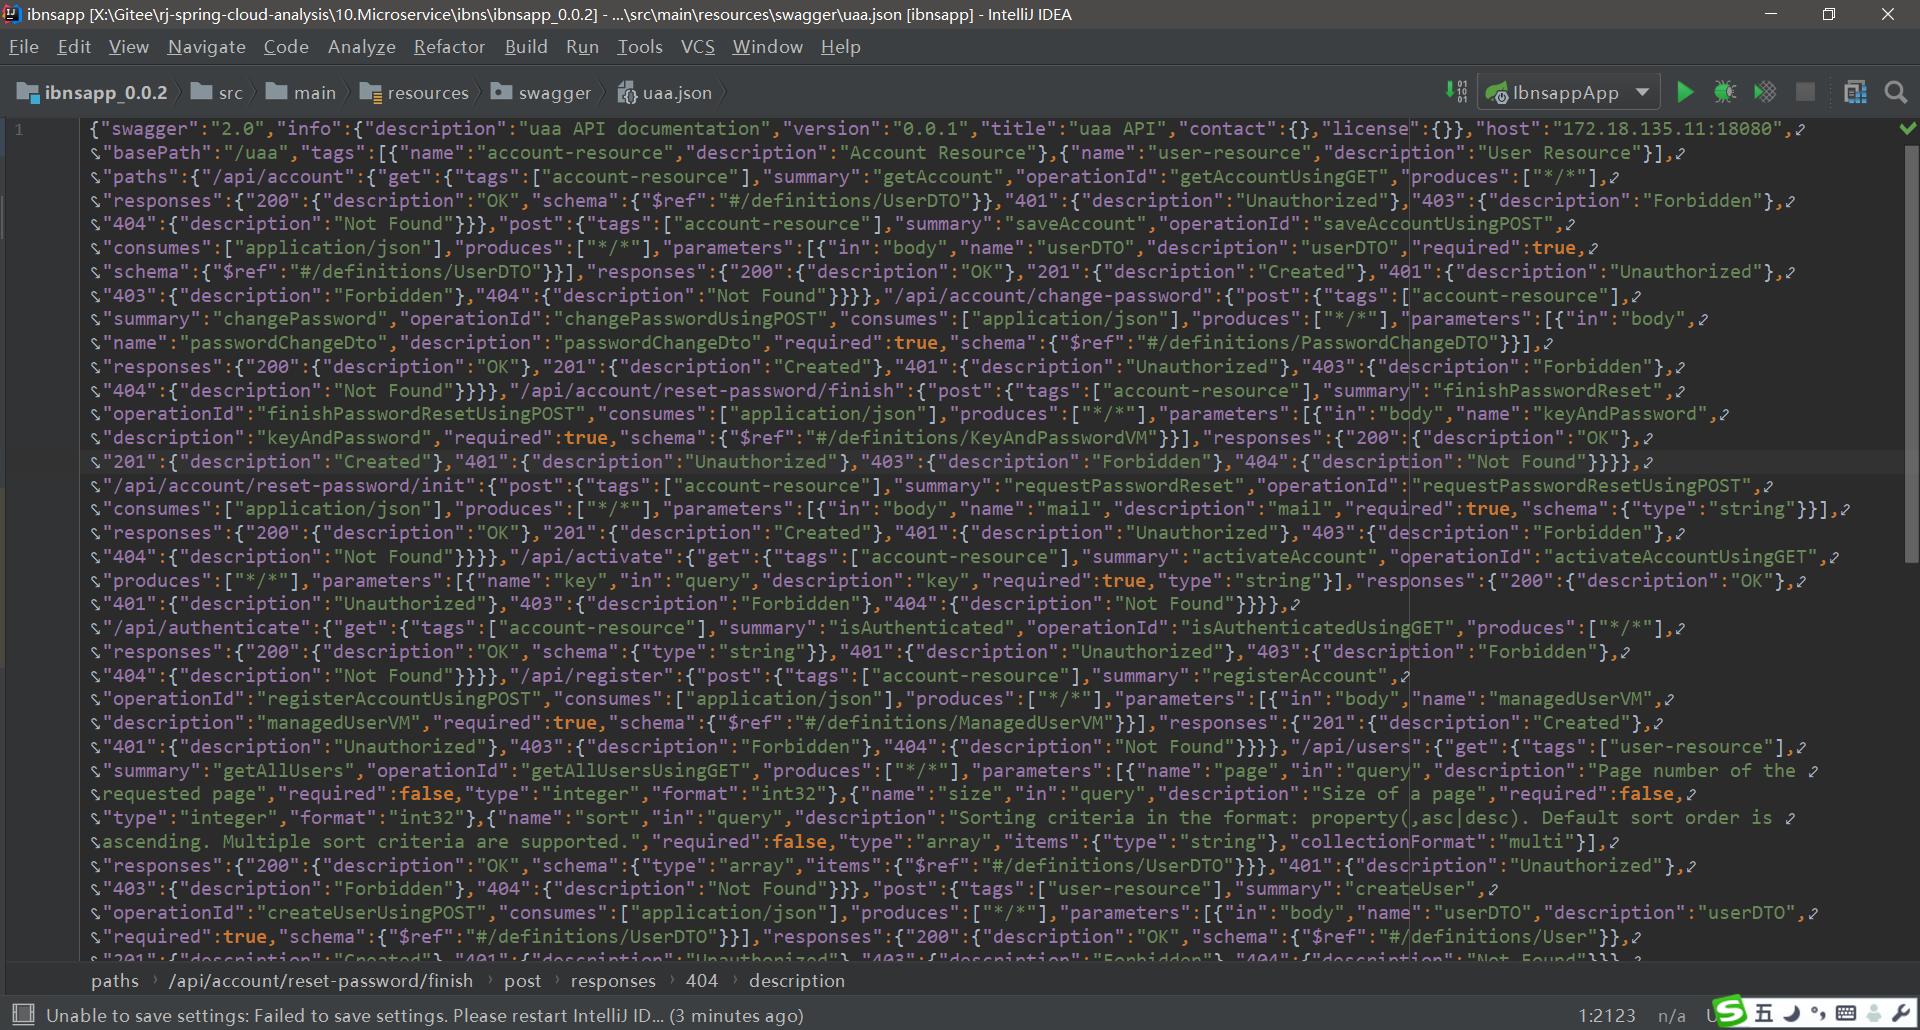 ibnsapp [X:\Gitee\rj-spring-cloud-analysis\10.Microservice\ibns\ibnsapp_0.0.2] - ...\src\main\resources\swagger\uaa.json [ibnsapp] - IntelliJ IDEA
File Edit View Navigate Code Analyze Refactor Build Run Tools VCS Window Help
ibnsapp_0.0.2 src main resources swagger uaa.json IbnsappApp
1 {"swagger":"2.0","info":{"description":"uaa API documentation","version":"0.0.1","title":"uaa API","contact":{},"license":{}},"host":"172.18.135.11:18080",
"basePath":"/uaa","tags":[{"name":"account-resource","description":"Account Resource"},{"name":"user-resource","description":"User Resource"}],
"paths":{"/api/account":{"get":{"tags":["account-resource"],"summary":"getAccount","operationId":"getAccountUsingGET","produces":["*/*"],
"responses":{"200":{"description":"OK","schema":{"$ref":"#/definitions/UserDTO"}},"401":{"description":"Unauthorized"},"403":{"description":"Forbidden"},
"404":{"description":"Not Found"}}},"post":{"tags":["account-resource"],"summary":"saveAccount","operationId":"saveAccountUsingPOST",
"consumes":["application/json"],"produces":["*/*"],"parameters":[{"in":"body","name":"userDTO","description":"userDTO","required":true,
"schema":{"$ref":"#/definitions/UserDTO"}}],"responses":{"200":{"description":"OK"},"201":{"description":"Created"},"401":{"description":"Unauthorized"},
"403":{"description":"Forbidden"},"404":{"description":"Not Found"}}}},"/api/account/change-password":{"post":{"tags":["account-resource"],
"summary":"changePassword","operationId":"changePasswordUsingPOST","consumes":["application/json"],"produces":["*/*"],"parameters":[{"in":"body",
"name":"passwordChangeDto","description":"passwordChangeDto","required":true,"schema":{"$ref":"#/definitions/PasswordChangeDTO"}}],
"responses":{"200":{"description":"OK"},"201":{"description":"Created"},"401":{"description":"Unauthorized"},"403":{"description":"Forbidden"},
"404":{"description":"Not Found"}}}},"/api/account/reset-password/finish":{"post":{"tags":["account-resource"],"summary":"finishPasswordReset",
"operationId":"finishPasswordResetUsingPOST","consumes":["application/json"],"produces":["*/*"],"parameters":[{"in":"body","name":"keyAndPassword",
"description":"keyAndPassword","required":true,"schema":{"$ref":"#/definitions/KeyAndPasswordVM"}}],"responses":{"200":{"description":"OK"},
"201":{"description":"Created"},"401":{"description":"Unauthorized"},"403":{"description":"Forbidden"},"404":{"description":"Not Found"}}}},
"/api/account/reset-password/init":{"post":{"tags":["account-resource"],"summary":"requestPasswordReset","operationId":"requestPasswordResetUsingPOST",
"consumes":["application/json"],"produces":["*/*"],"parameters":[{"in":"body","name":"mail","description":"mail","required":true,"schema":{"type":"string"}}],
"responses":{"200":{"description":"OK"},"201":{"description":"Created"},"401":{"description":"Unauthorized"},"403":{"description":"Forbidden"},
"404":{"description":"Not Found"}}}},"/api/activate":{"get":{"tags":["account-resource"],"summary":"activateAccount","operationId":"activateAccountUsingGET",
"produces":["*/*"],"parameters":[{"name":"key","in":"query","description":"key","required":true,"type":"string"}],"responses":{"200":{"description":"OK"},
"401":{"description":"Unauthorized"},"403":{"description":"Forbidden"},"404":{"description":"Not Found"}}}},
"/api/authenticate":{"get":{"tags":["account-resource"],"summary":"isAuthenticated","operationId":"isAuthenticatedUsingGET","produces":["*/*"],
"responses":{"200":{"description":"OK","schema":{"type":"string"}},"401":{"description":"Unauthorized"},"403":{"description":"Forbidden"},
"404":{"description":"Not Found"}}}},"/api/register":{"post":{"tags":["account-resource"],"summary":"registerAccount",
"operationId":"registerAccountUsingPOST","consumes":["application/json"],"produces":["*/*"],"parameters":[{"in":"body","name":"managedUserVM",
"description":"managedUserVM","required":true,"schema":{"$ref":"#/definitions/ManagedUserVM"}}],"responses":{"201":{"description":"Created"},
"401":{"description":"Unauthorized"},"403":{"description":"Forbidden"},"404":{"description":"Not Found"}}}},"/api/users":{"get":{"tags":["user-resource"],
"summary":"getAllUsers","operationId":"getAllUsersUsingGET","produces":["*/*"],"parameters":[{"name":"page","in":"query","description":"Page number of the
requested page","required":false,"type":"integer","format":"int32"},{"name":"size","in":"query","description":"Size of a page","required":false,
"type":"integer","format":"int32"},{"name":"sort","in":"query","description":"Sorting criteria in the format: property(,asc|desc). Default sort order is
ascending. Multiple sort criteria are supported.","required":false,"type":"array","items":{"type":"string"},"collectionFormat":"multi"}],
"responses":{"200":{"description":"OK","schema":{"type":"array","items":{"$ref":"#/definitions/UserDTO"}}},"401":{"description":"Unauthorized"},
"403":{"description":"Forbidden"},"404":{"description":"Not Found"}}},"post":{"tags":["user-resource"],"summary":"createUser",
"operationId":"createUserUsingPOST","consumes":["application/json"],"produces":["*/*"],"parameters":[{"in":"body","name":"userDTO","description":"userDTO",
"required":true,"schema":{"$ref":"#/definitions/UserDTO"}}],"responses":{"200":{"description":"OK","schema":{"$ref":"#/definitions/User"}},
"201":{"description":"Created"},"401":{"description":"Unauthorized"},"403":{"description":"Forbidden"},"404":{"description":"Not Found"}}},
paths /api/account/reset-password/finish post responses 404 description
Unable to save settings: Failed to save settings. Please restart IntelliJ ID... (3 minutes ago) 1:2123 n/a U 五